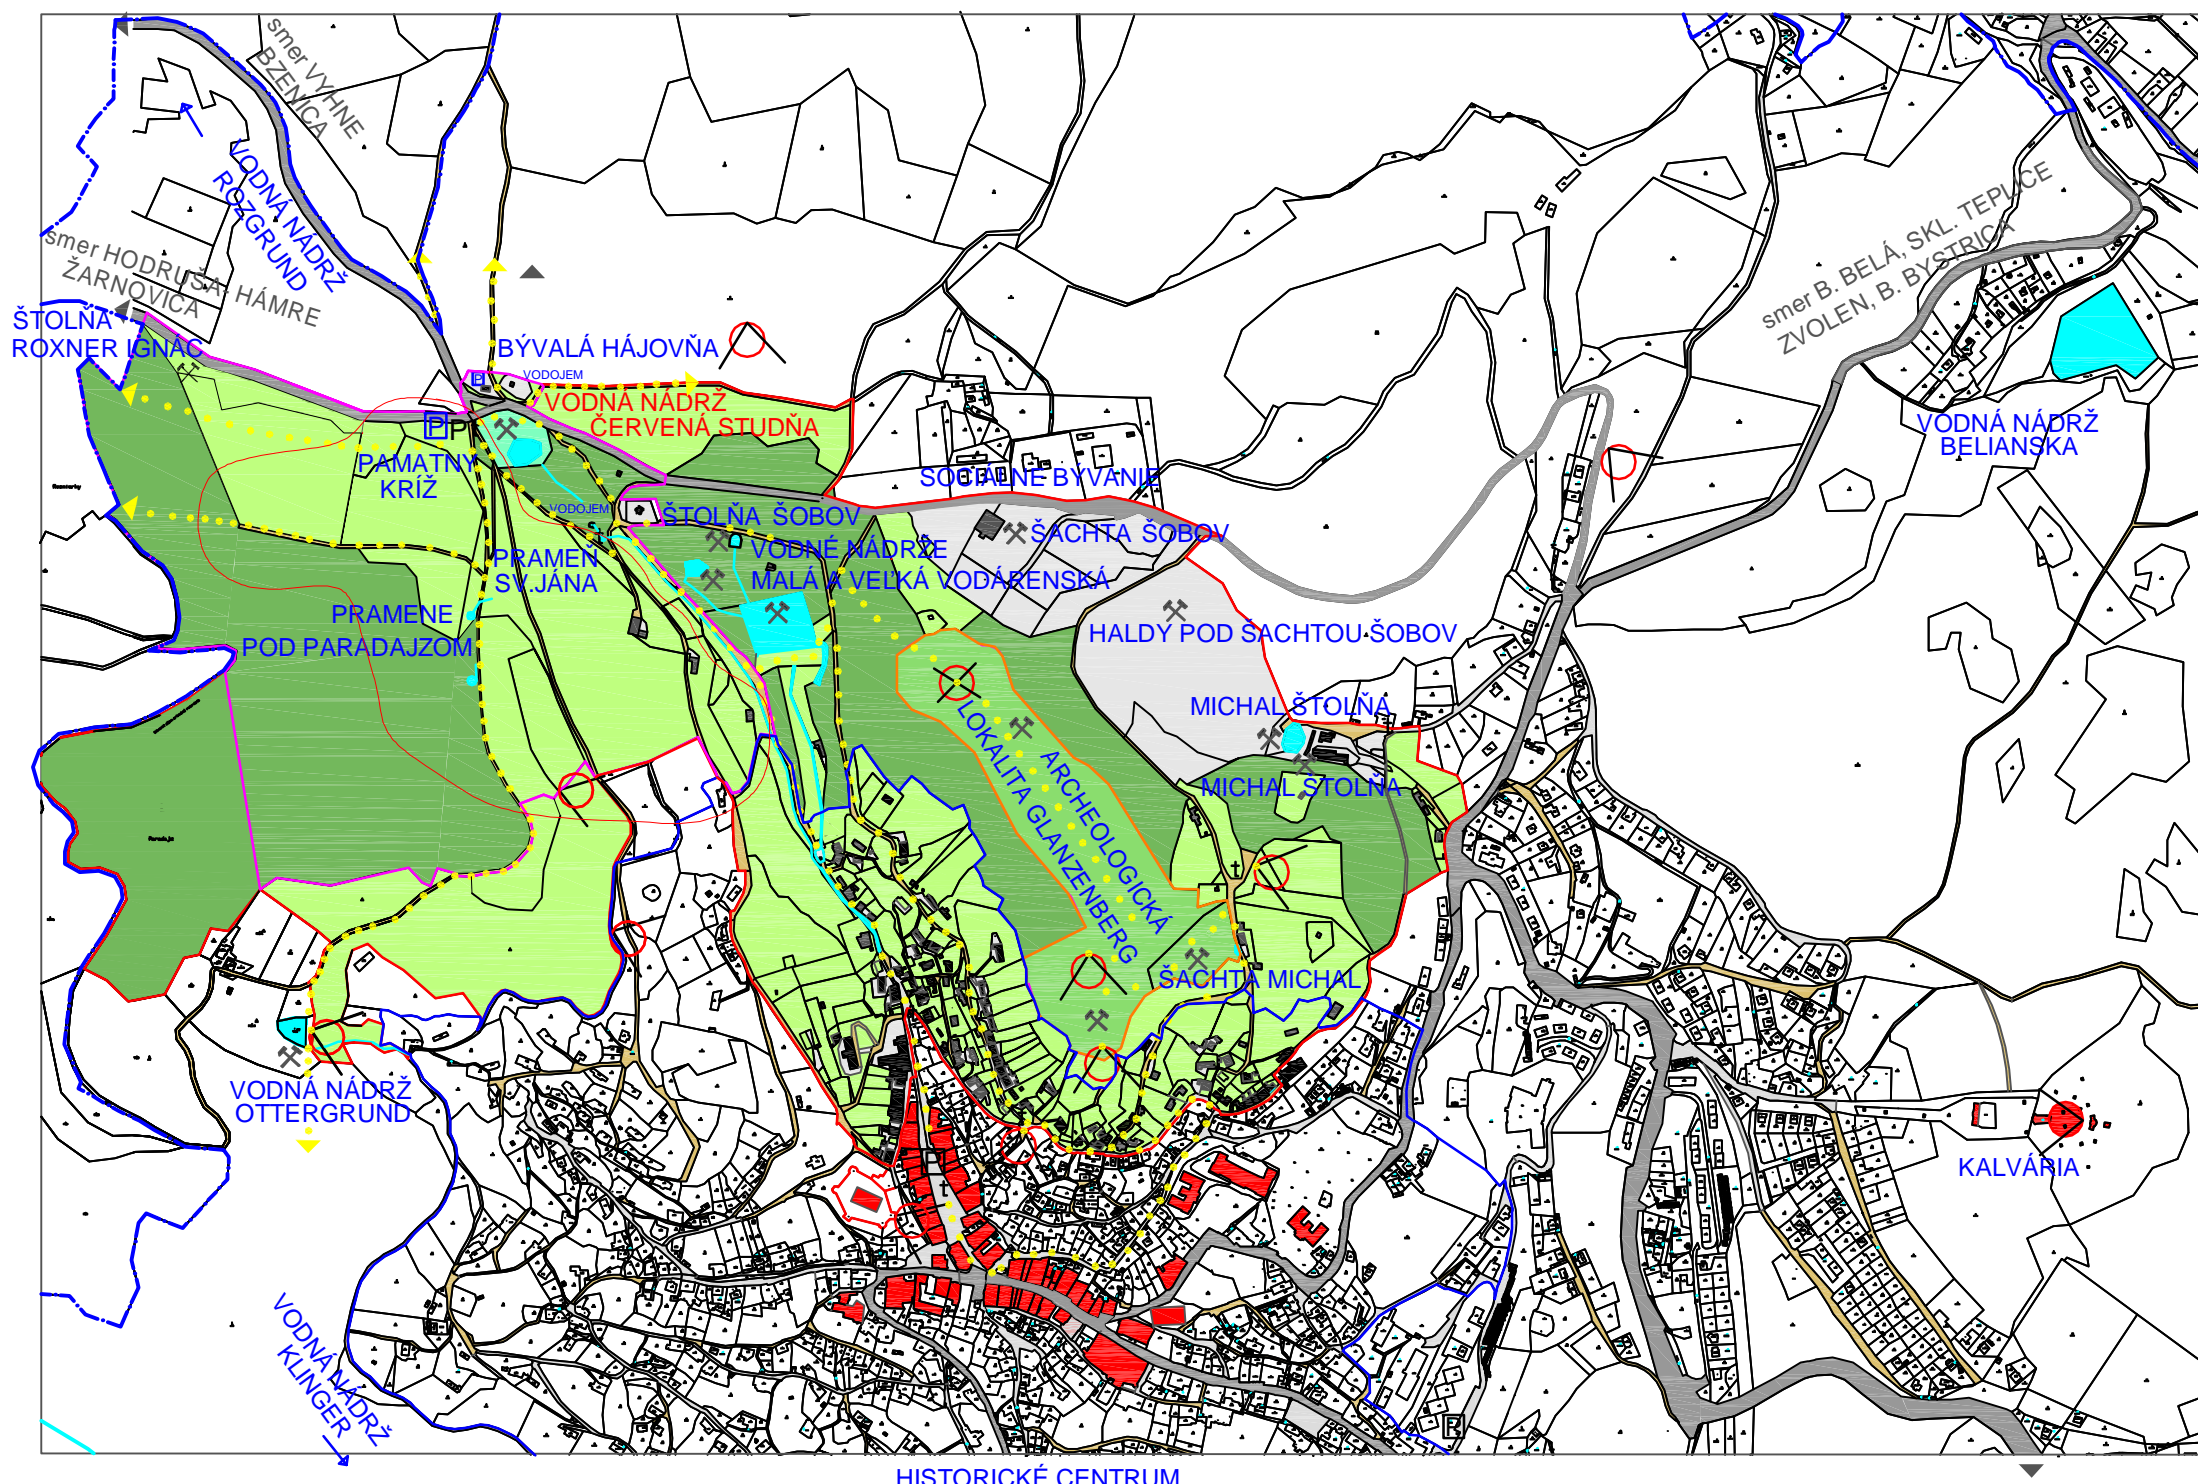 smer VYHNE
BZENICA
VODNÁ NÁDRŽ
ROZGRUND
smer HODRUŠA- HÁMRE
ŽARNOVICA
smer B. BELÁ, SKL. TEPLICE
ZVOLEN, B. BYSTRICA
ŠTOLŇA
ROXNER IGNÁC
BÝVALÁ HÁJOVŇA
VODOJEM
P
VODNÁ NÁDRŽ
ČERVENÁ STUDŇA
P
P
PAMATNÝ
KRÍŽ
VODNÁ NÁDRŽ
BELIANSKA
SOCIÁLNE BÝVANIE
VODOJEM
ŠTOLŇA ŠOBOV
ŠACHTA ŠOBOV
VODNÉ NÁDRŽE
MALÁ A VEĽKÁ VODÁRENSKÁ
PRAMEŇ
SV.JÁNA
PRAMENE
POD PARADAJZOM
HALDY POD ŠACHTOU ŠOBOV
MICHAL ŠTOLŇA
MICHAL ŠTOLŇA
ARCHEOLOGICKÁ
LOKALITA GLANZENBERG
ŠACHTA MICHAL
VODNÁ NÁDRŽ
OTTERGRUND
KALVÁRIA
VODNÁ NÁDRŽ
KLINGER
HISTORICKÉ CENTRUM